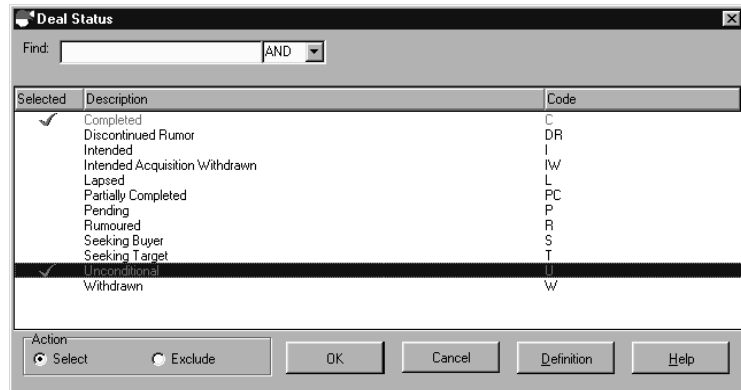 Deal Status
Find: AND
Selected Description Code
Completed C
Discontinued Rumor DR
Intended I
Intended Acquisition Withdrawn IW
Lapsed L
Partially Completed PC
Pending P
Rumoured R
Seeking Buyer S
Seeking Target T
Unconditional U
Withdrawn W
Action
Select Exclude OK Cancel Definition Help